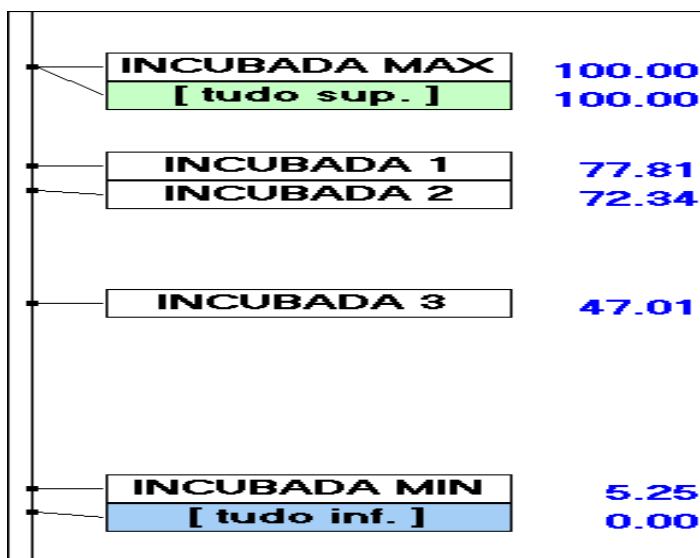 INCUBADA MAX 100.00
[ tudo sup. ] 100.00
INCUBADA 1 77.81
INCUBADA 2 72.34
INCUBADA 3 47.01
INCUBADA MIN 5.25
[ tudo inf. ] 0.00